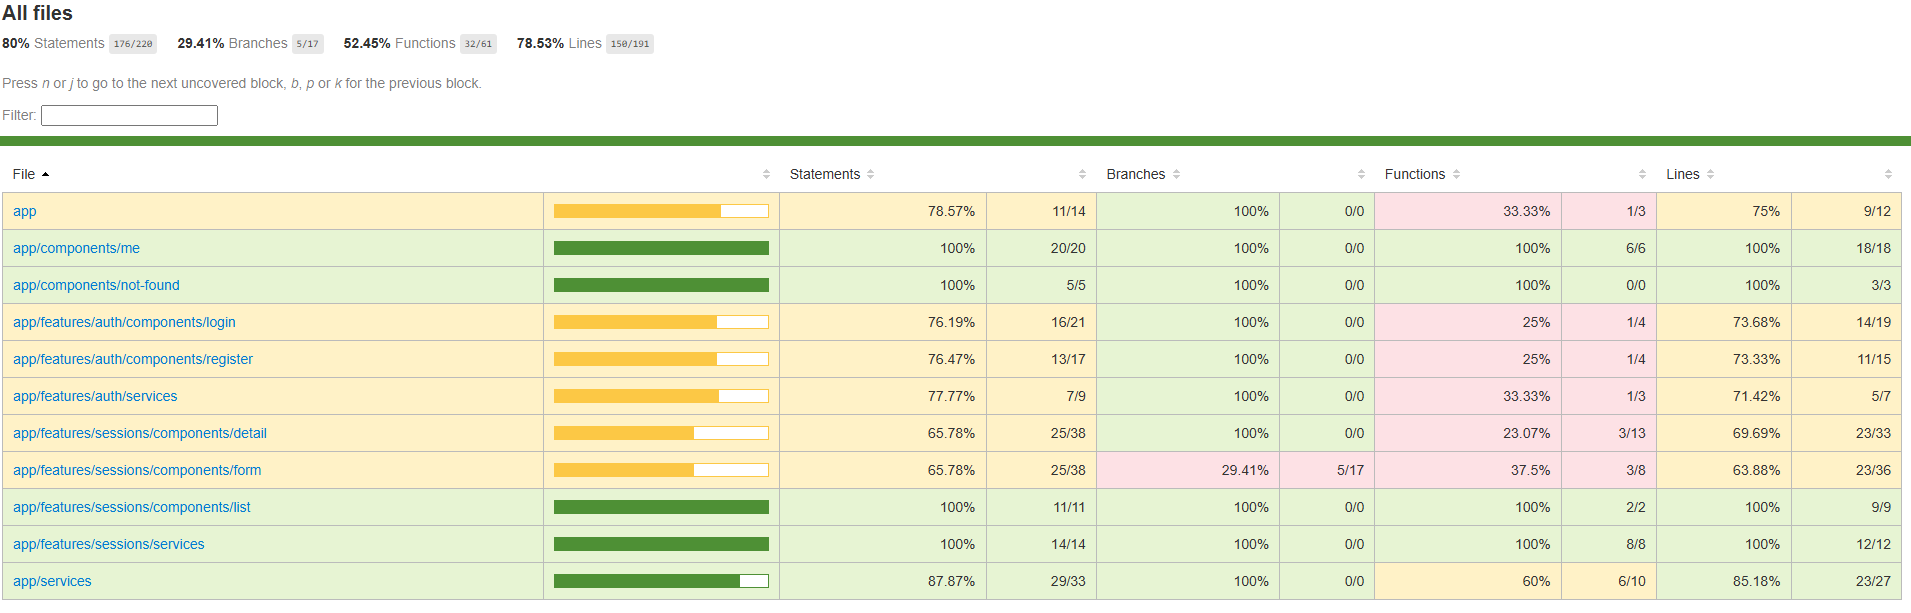 All files
80% Statements 176/220 29.41% Branches 5/17 52.45% Functions 32/61 78.53% Lines 150/191
Press n or j to go to the next uncovered block, b, p or k for the previous block.
Filter:
File Statements Branches Functions Lines
app 78.57% 11/14 100% 0/0 33.33% 1/3 75% 9/12
app/components/me 100% 20/20 100% 0/0 100% 6/6 100% 18/18
app/components/not-found 100% 5/5 100% 0/0 100% 0/0 100% 3/3
app/features/auth/components/login 76.19% 16/21 100% 0/0 25% 1/4 73.68% 14/19
app/features/auth/components/register 76.47% 13/17 100% 0/0 25% 1/4 73.33% 11/15
app/features/auth/services 77.77% 7/9 100% 0/0 33.33% 1/3 71.42% 5/7
app/features/sessions/components/detail 65.78% 25/38 100% 0/0 23.07% 3/13 69.69% 23/33
app/features/sessions/components/form 65.78% 25/38 29.41% 5/17 37.5% 3/8 63.88% 23/36
app/features/sessions/components/list 100% 11/11 100% 0/0 100% 2/2 100% 9/9
app/features/sessions/services 100% 14/14 100% 0/0 100% 8/8 100% 12/12
app/services 87.87% 29/33 100% 0/0 60% 6/10 85.18% 23/27